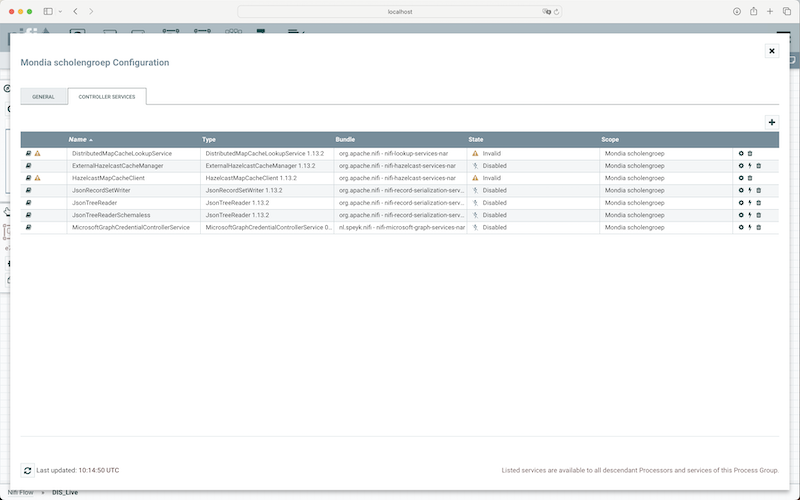 localhost
Mondia scholengroep Configuration
GENERAL CONTROLLER SERVICES
Name Type Bundle State Scope
DistributedMapCacheLookupService DistributedMapCacheLookupService 1.13.2 org.apache.nifi - nifi-lookup-services-nar Invalid Mondia scholengroep
ExternalHazelcastCacheManager ExternalHazelcastCacheManager 1.13.2 org.apache.nifi - nifi-hazelcast-services-nar Disabled Mondia scholengroep
HazelcastMapCacheClient HazelcastMapCacheClient 1.13.2 org.apache.nifi - nifi-hazelcast-services-nar Invalid Mondia scholengroep
JsonRecordSetWriter JsonRecordSetWriter 1.13.2 org.apache.nifi - nifi-record-serialization-serv... Disabled Mondia scholengroep
JsonTreeReader JsonTreeReader 1.13.2 org.apache.nifi - nifi-record-serialization-serv... Disabled Mondia scholengroep
JsonTreeReaderSchemaless JsonTreeReader 1.13.2 org.apache.nifi - nifi-record-serialization-serv... Disabled Mondia scholengroep
MicrosoftGraphCredentialControllerService MicrosoftGraphCredentialControllerService 0... nl.speyk.nifi - nifi-microsoft-graph-services-nar Disabled Mondia scholengroep
Last updated: 10:14:50 UTC Listed services are available to all descendant Processors and services of this Process Group.
Nifi Flow » DIS_Live